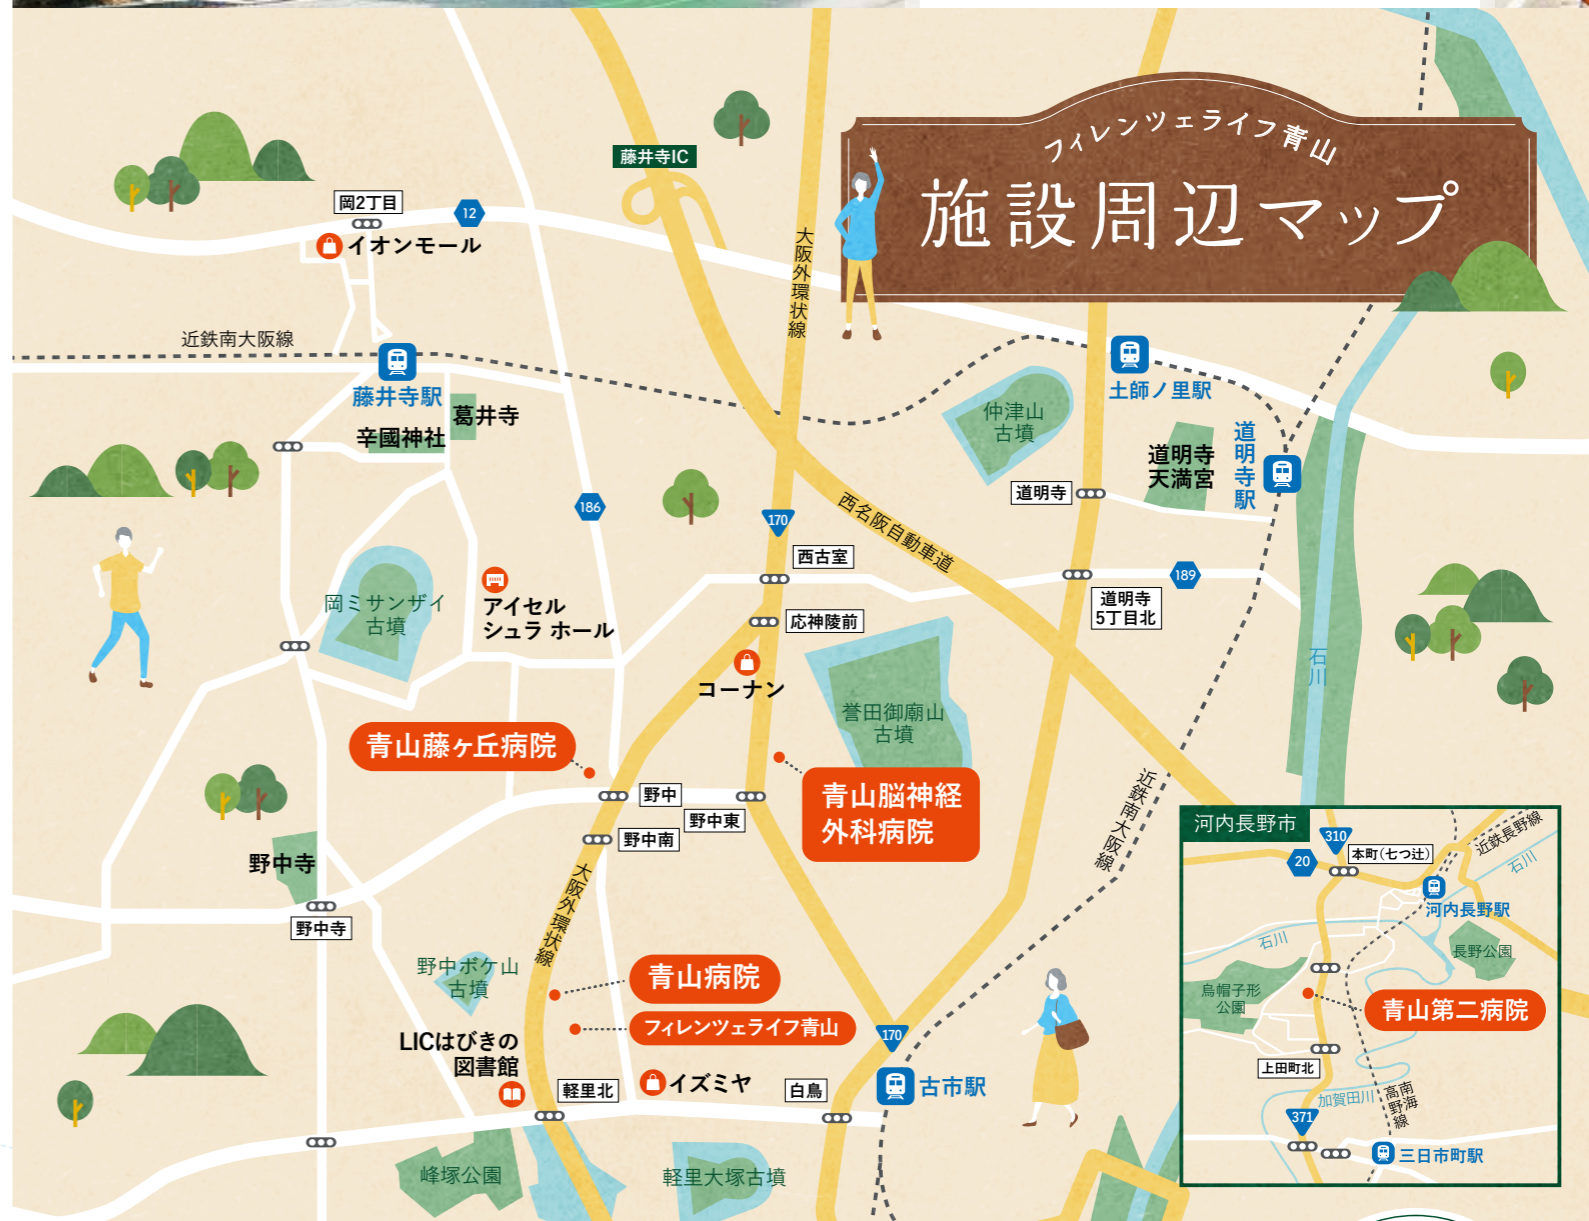 フィレンツェライフ青山
施設周辺マップ
藤井寺IC
岡2丁目
12
イオンモール
大阪外環状線
近鉄南大阪線
藤井寺駅
葛井寺
辛國神社
土師ノ里駅
仲津山
古墳
道明寺
天満宮
道明寺駅
道明寺
186
170
西名阪自動車道
西古室
189
道明寺
5丁目北
応神陵前
岡ミサンザイ
古墳
アイセル
シュラ ホール
コーナン
誉田御廟山
古墳
石川
青山藤ヶ丘病院
青山脳神経
外科病院
野中
野中東
野中南
近鉄南大阪線
野中寺
野中寺
大阪外環状線
野中ボケ山
古墳
青山病院
フィレンツェライフ青山
LICはびきの
図書館
軽里北
イズミヤ
白鳥
170
古市駅
峰塚公園
軽里大塚古墳
河内長野市
310
20
本町(七つ辻)
近鉄長野線
石川
河内長野駅
石川
長野公園
烏帽子形
公園
青山第二病院
上田町北
加賀田川
南海
高野線
371
三日市町駅